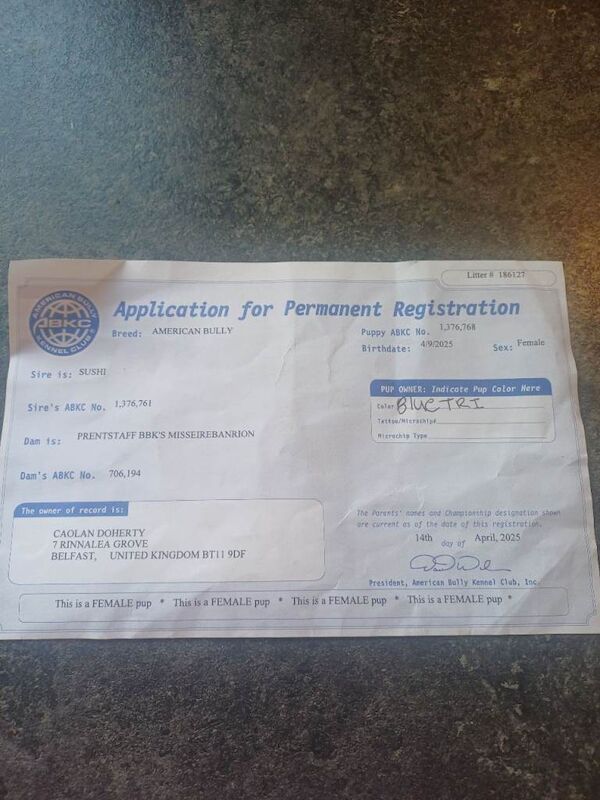 Litter # 186127
AMERICAN BULLY
ABKC
KENNEL CLUB
Application for Permanent Registration
Breed: AMERICAN BULLY
Puppy ABKC No. 1,376,768
Birthdate: 4/9/2025 Sex: Female
Sire is: SUSHI
Sire's ABKC No. 1,376,761
Dam is: PRENTSTAFF BBK'S MISSEIREBANRION
Dam's ABKC No. 706,194
PUP OWNER: Indicate Pup Color Here
Color BLUE TRI
Tattoo/Microchip#
Microchip Type
The owner of record is:
CAOLAN DOHERTY
7 RINNALEA GROVE
BELFAST, UNITED KINGDOM BT11 9DF
The Parents' names and Championship designation shown
are current as of the date of this registration.
14th day of April, 2025
President, American Bully Kennel Club, Inc.
This is a FEMALE pup * This is a FEMALE pup * This is a FEMALE pup * This is a FEMALE pup *